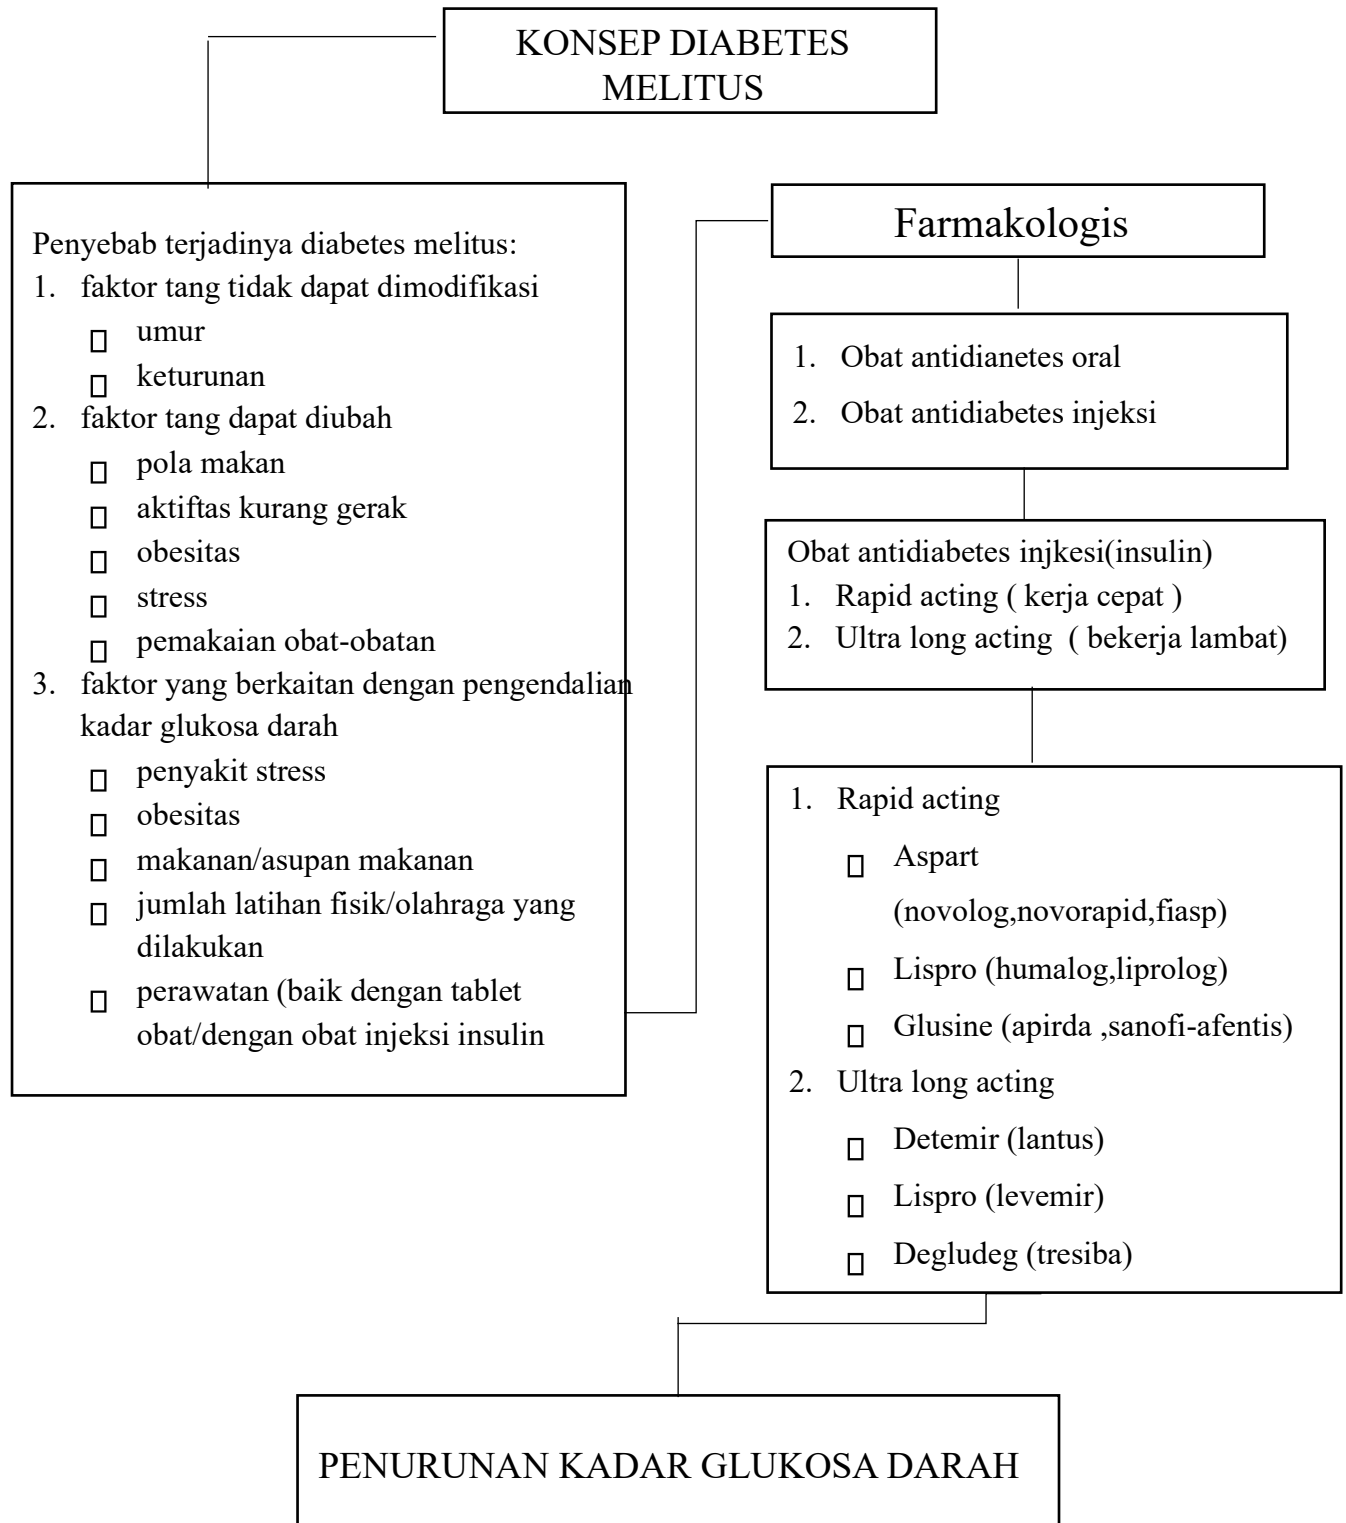 KONSEP DIABETES
MELITUS
Penyebab terjadinya diabetes melitus:
1. faktor tang tidak dapat dimodifikasi
umur
keturunan
2. faktor tang dapat diubah
pola makan
aktiftas kurang gerak
obesitas
stress
pemakaian obat-obatan
3. faktor yang berkaitan dengan pengendalian
kadar glukosa darah
penyakit stress
obesitas
makanan/asupan makanan
jumlah latihan fisik/olahraga yang
dilakukan
perawatan (baik dengan tablet
obat/dengan obat injeksi insulin
Farmakologis
1. Obat antidianetes oral
2. Obat antidiabetes injeksi
Obat antidiabetes injkesi(insulin)
1. Rapid acting ( kerja cepat )
2. Ultra long acting ( bekerja lambat)
1. Rapid acting
Aspart
(novolog,novorapid,fiasp)
Lispro (humalog,liprolog)
Glusine (apirda ,sanofi-afentis)
2. Ultra long acting
Detemir (lantus)
Lispro (levemir)
Degludeg (tresiba)
PENURUNAN KADAR GLUKOSA DARAH